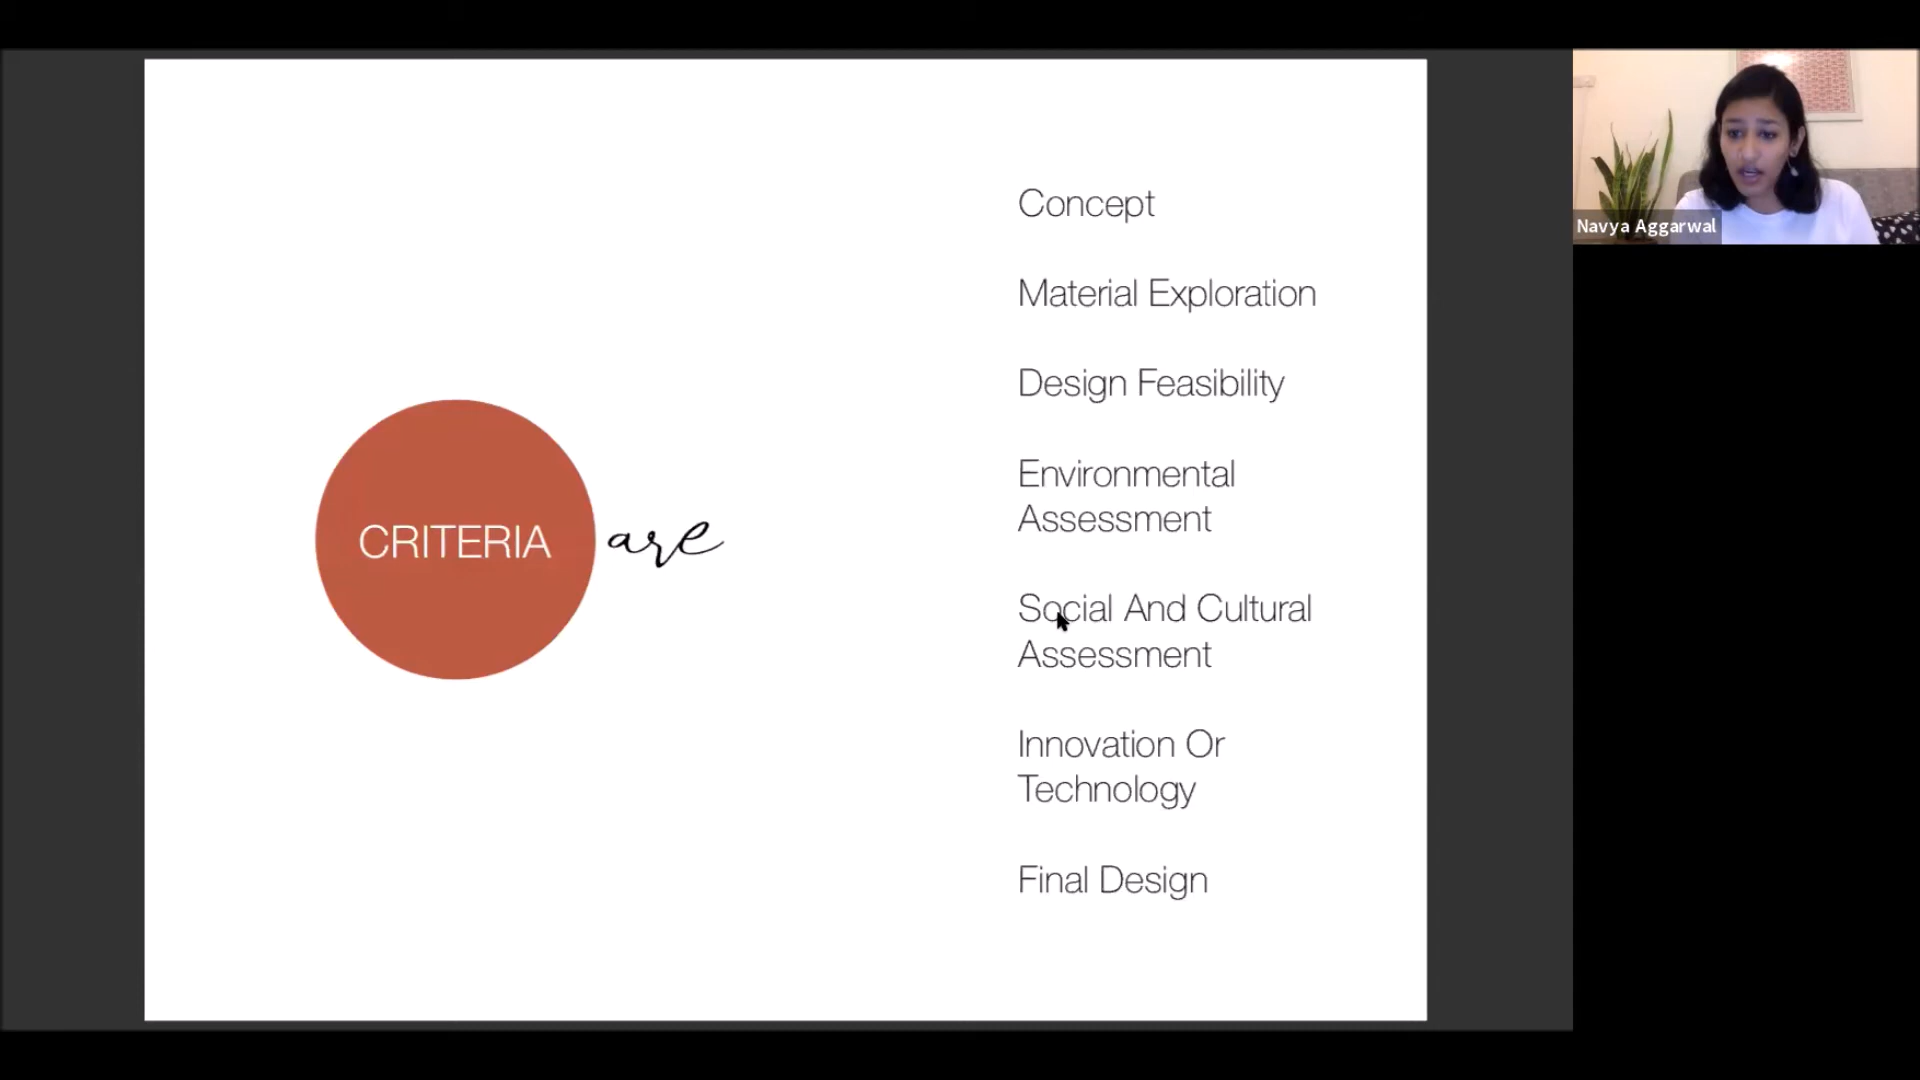 CRITERIA are
Concept
Material Exploration
Design Feasibility
Environmental
Assessment
Social And Cultural
Assessment
Innovation Or
Technology
Final Design
Navya Aggarwal